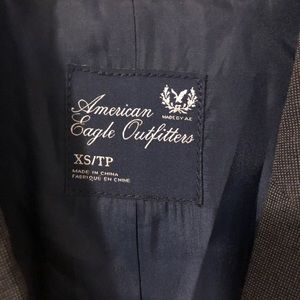 American
Eagle Outfitters
MADE BY AE
XS/TP
MADE IN CHINA
FABRIQUÉ EN CHINE